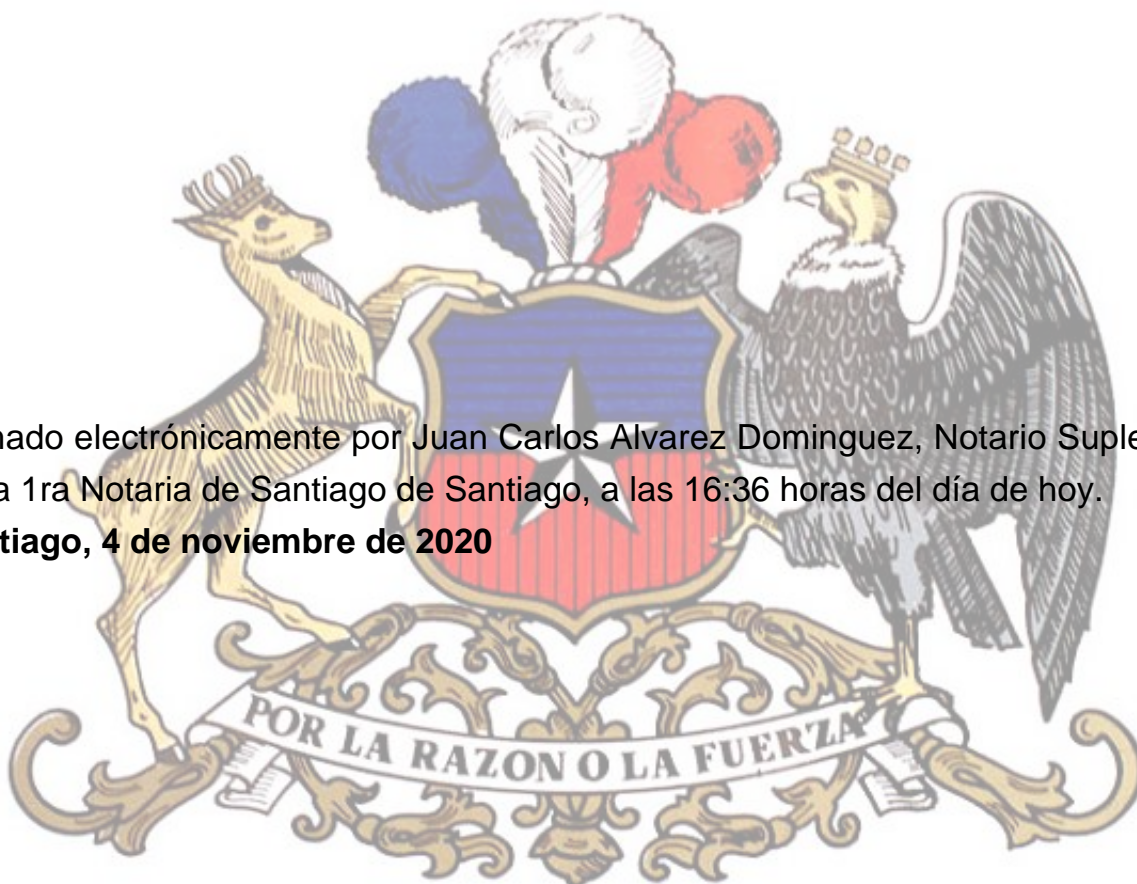 nado electrónicamente por Juan Carlos Alvarez Dominguez, Notario Suple
a 1ra Notaria de Santiago de Santiago, a las 16:36 horas del día de hoy.
tiago, 4 de noviembre de 2020
POR LA RAZON O LA FUERZA